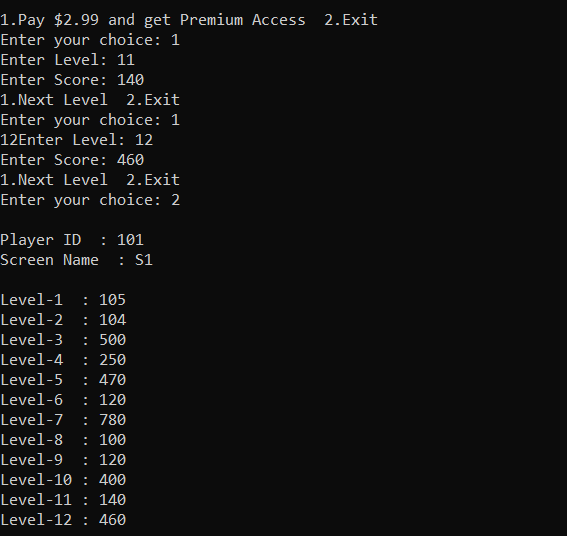 1.Pay $2.99 and get Premium Access  2.Exit
Enter your choice: 1
Enter Level: 11
Enter Score: 140
1.Next Level  2.Exit
Enter your choice: 1
12Enter Level: 12
Enter Score: 460
1.Next Level  2.Exit
Enter your choice: 2

Player ID  : 101
Screen Name  : S1

Level-1  : 105
Level-2  : 104
Level-3  : 500
Level-4  : 250
Level-5  : 470
Level-6  : 120
Level-7  : 780
Level-8  : 100
Level-9  : 120
Level-10 : 400
Level-11 : 140
Level-12 : 460